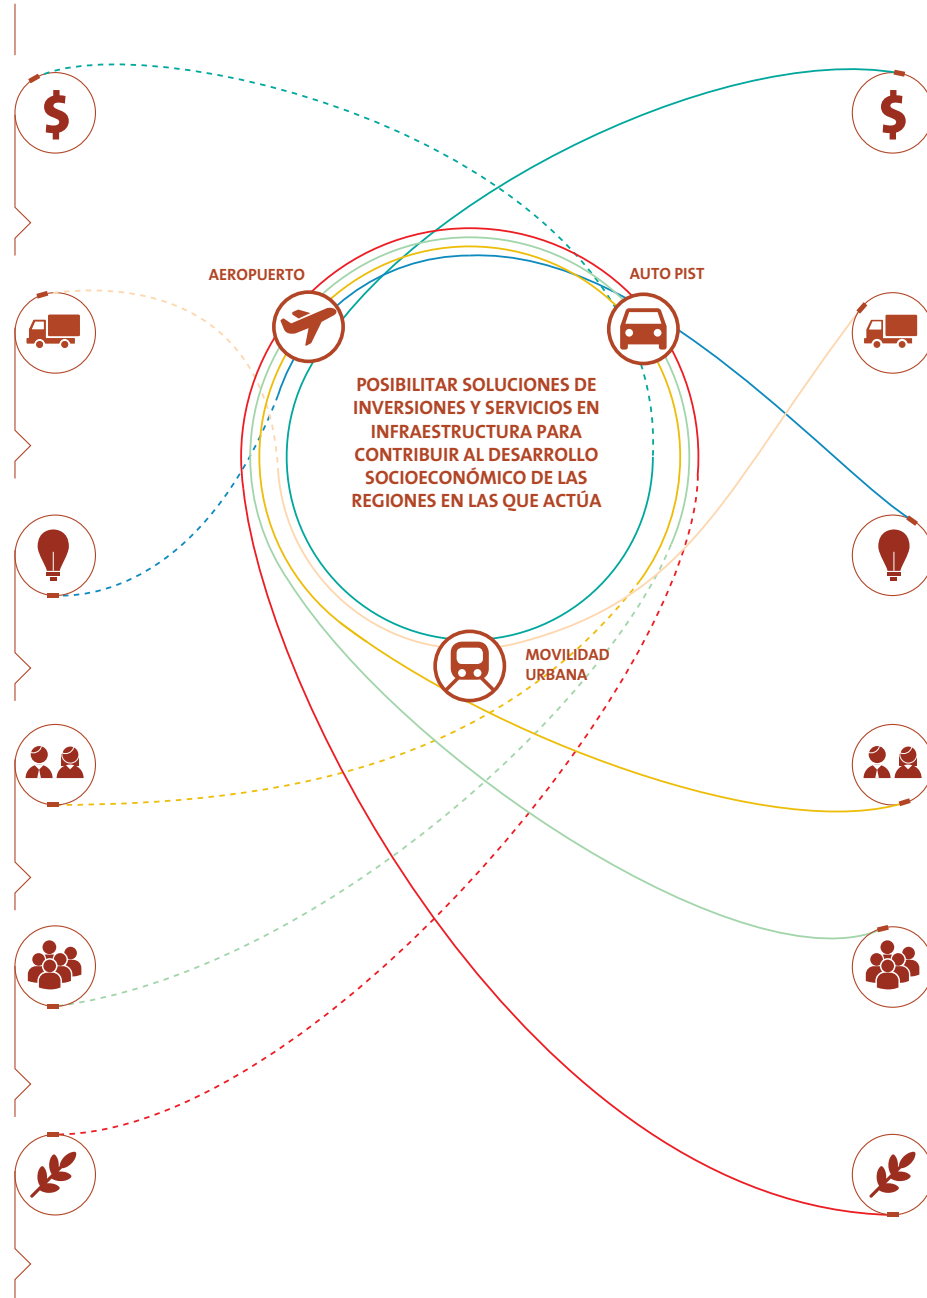 AEROPUERTO
AUTO PIST
POSIBILITAR SOLUCIONES DE
INVERSIONES Y SERVICIOS EN
INFRAESTRUCTURA PARA
CONTRIBUIR AL DESARROLLO
SOCIOECONÓMICO DE LAS
REGIONES EN LAS QUE ACTÚA
MOVILIDAD
URBANA